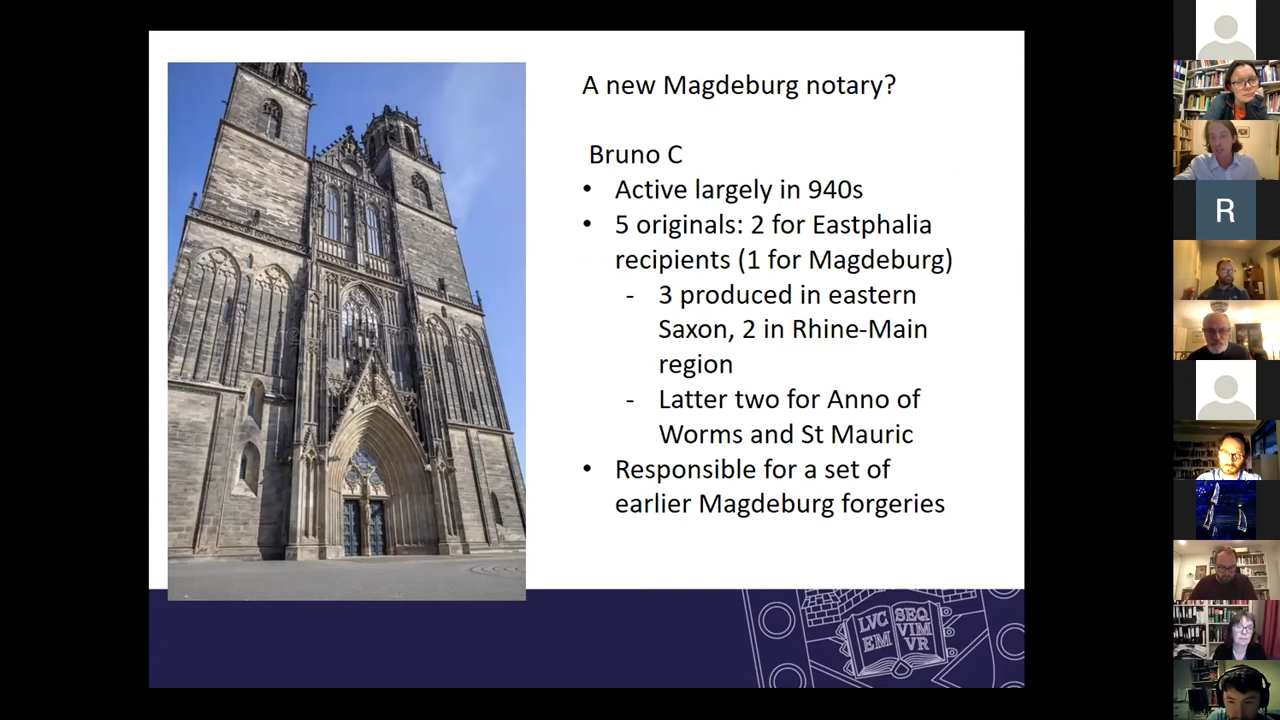 A new Magdeburg notary?
Bruno C
• Active largely in 940s
• 5 originals: 2 for Eastphalia
recipients (1 for Magdeburg)
- 3 produced in eastern
Saxon, 2 in Rhine-Main
region
- Latter two for Anno of
Worms and St Mauric
• Responsible for a set of
earlier Magdeburg forgeries
LVC
EM
SEQ
VIM
VR
R